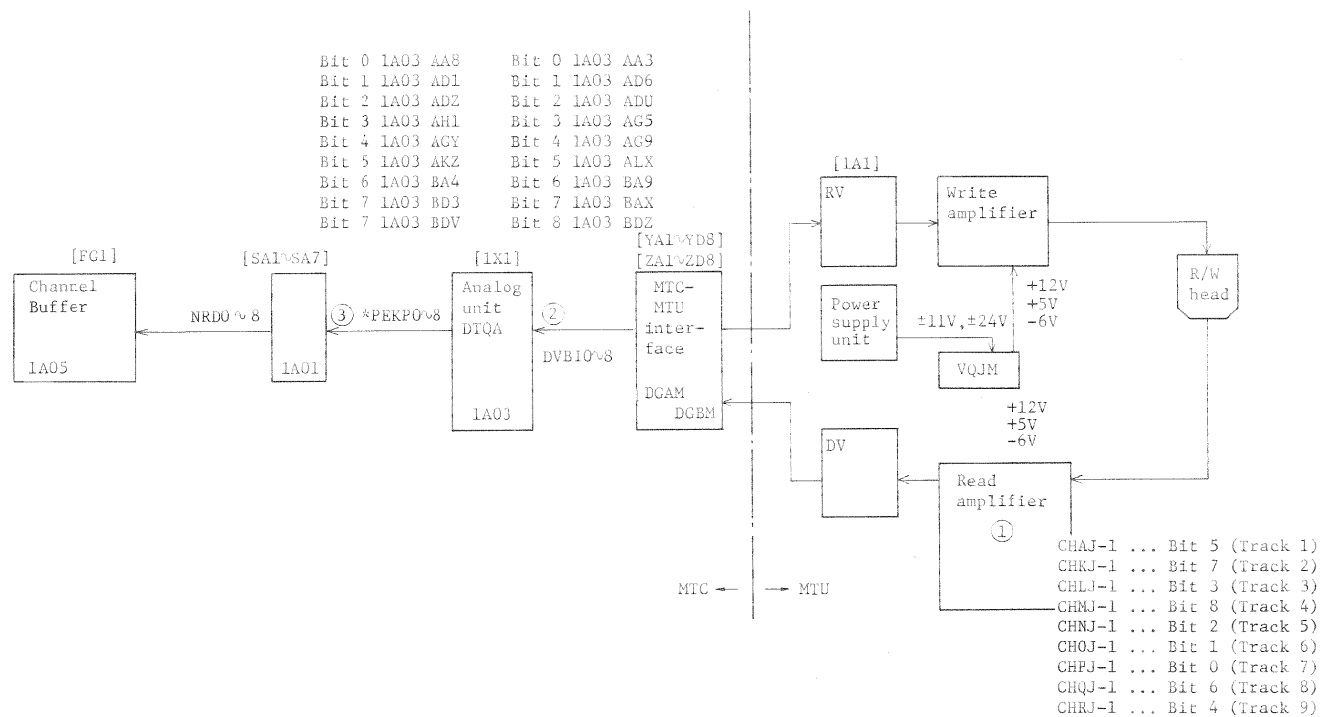 Bit 0 1A03 AA8 Bit 0 1A03 AA3
Bit 1 1A03 AD1 Bit 1 1A03 AD6
Bit 2 1A03 ADZ Bit 2 1A03 ADU
Bit 3 1A03 AH1 Bit 3 1A03 AG5
Bit 4 1A03 AGY Bit 4 1A03 AG9
Bit 5 1A03 AKZ Bit 5 1A03 ALX
Bit 6 1A03 BA4 Bit 6 1A03 BA9
Bit 7 1A03 BD3 Bit 7 1A03 BAX
Bit 7 1A03 BDV Bit 8 1A03 BDZ
[FG1]
Channel
Buffer
1A05
NRD0~8
[SA1~SA7]
1A01
③ *PEKP0~8
[1X1]
Analog
unit
DTQA
1A03
②
DVBI0~8
[YA1~YD8]
[ZA1~ZD8]
MTC-
MTU
inter-
face
DGAM
DGBM
[1A1]
RV
Write
amplifier
R/W
head
Power
supply
unit
±11V,±24V
+12V
+5V
-6V
VQJM
+12V
+5V
-6V
DV
Read
amplifier
①
CHAJ-1 ... Bit 5 (Track 1)
CHKJ-1 ... Bit 7 (Track 2)
CHLJ-1 ... Bit 3 (Track 3)
CHMJ-1 ... Bit 8 (Track 4)
CHNJ-1 ... Bit 2 (Track 5)
CHOJ-1 ... Bit 1 (Track 6)
CHPJ-1 ... Bit 0 (Track 7)
CHQJ-1 ... Bit 6 (Track 8)
CHRJ-1 ... Bit 4 (Track 9)
MTC ← → MTU